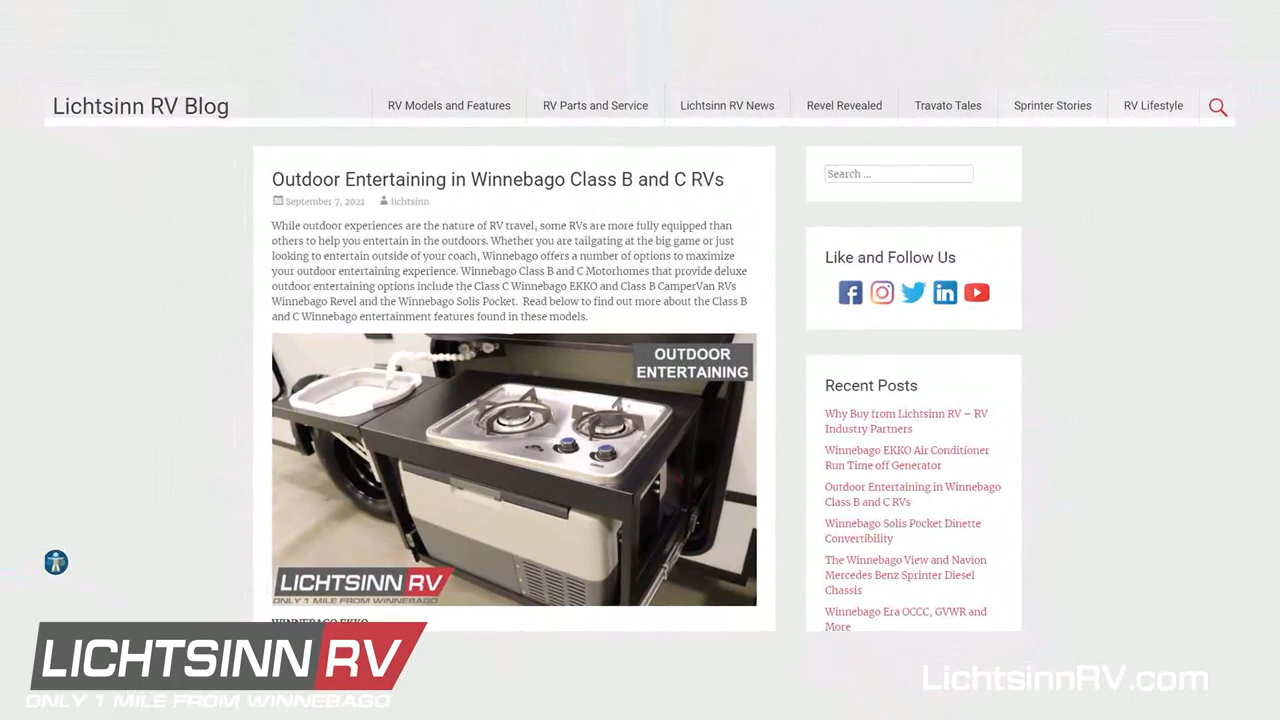 Lichtsinn RV Blog
RV Models and Features
RV Parts and Service
Lichtsinn RV News
Revel Revealed
Travato Tales
Sprinter Stories
RV Lifestyle
Outdoor Entertaining in Winnebago Class B and C RVs
September 7, 2021 lichtsinn
While outdoor experiences are the nature of RV travel, some RVs are more fully equipped than
others to help you entertain in the outdoors. Whether you are tailgating at the big game or just
looking to entertain outside of your coach, Winnebago offers a number of options to maximize
your outdoor entertaining experience. Winnebago Class B and C Motorhomes that provide deluxe
outdoor entertaining options include the Class C Winnebago EKKO and Class B CamperVan RVs
Winnebago Revel and the Winnebago Solis Pocket. Read below to find out more about the Class B
and C Winnebago entertainment features found in these models.
OUTDOOR
ENTERTAINING
LICHTSINN RV
ONLY 1 MILE FROM WINNEBAGO
WINNEBAGO EKKO
Search ...
Like and Follow Us
Recent Posts
Why Buy from Lichtsinn RV – RV
Industry Partners
Winnebago EKKO Air Conditioner
Run Time off Generator
Outdoor Entertaining in Winnebago
Class B and C RVs
Winnebago Solis Pocket Dinette
Convertibility
The Winnebago View and Navion
Mercedes Benz Sprinter Diesel
Chassis
Winnebago Era OCCC, GVWR and
More
LICHTSINN RV
ONLY 1 MILE FROM WINNEBAGO
LichtsinnRV.com